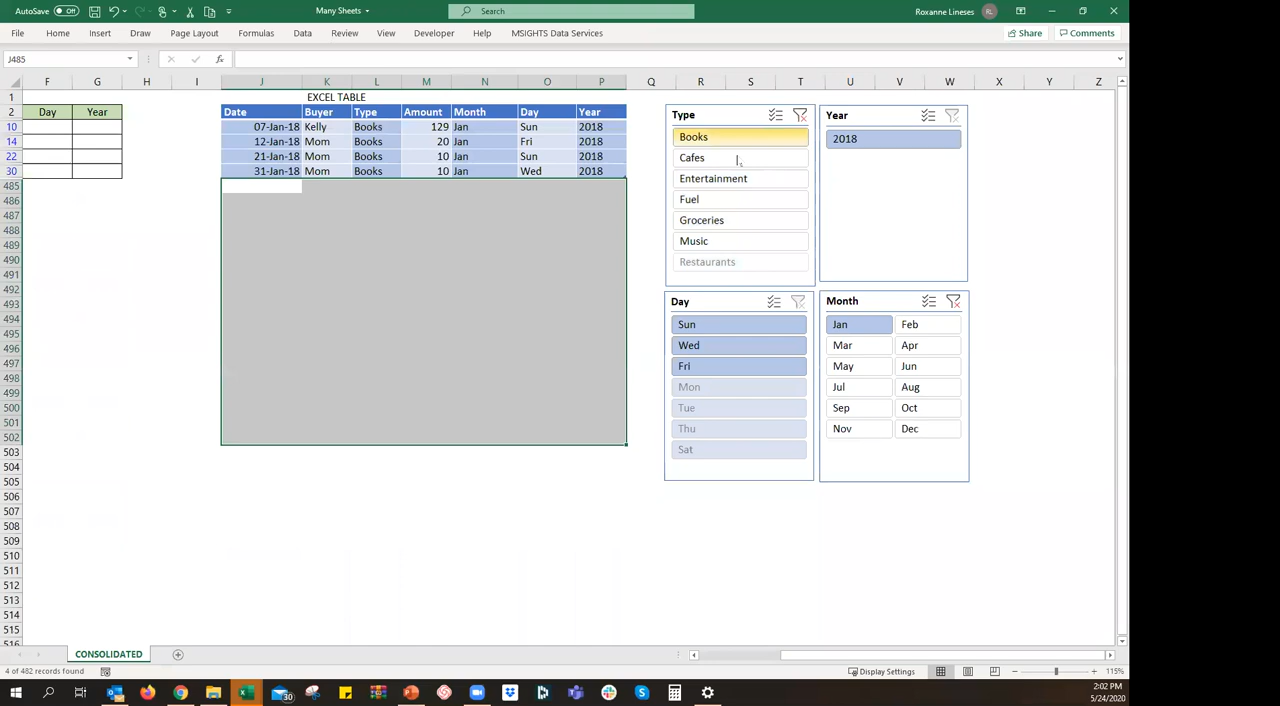 AutoSave Off Many Sheets Search Roxanne Lineses RL
File Home Insert Draw Page Layout Formulas Data Review View Developer Help MSIGHTS Data Services Share Comments
J485 fx
F G H I J K L M N O P Q R S T U V W X Y Z
1 EXCEL TABLE
2 Day Year Date Buyer Type Amount Month Day Year
10 07-Jan-18 Kelly Books 129 Jan Sun 2018
14 12-Jan-18 Mom Books 20 Jan Fri 2018
22 21-Jan-18 Mom Books 10 Jan Sun 2018
30 31-Jan-18 Mom Books 10 Jan Wed 2018
485
486
487
488
489
490
491
492
493
494
495
496
497
498
499
500
501
502
503
504
505
506
507
508
509
510
511
512
513
514
515
516
Type
Books
Cafes
Entertainment
Fuel
Groceries
Music
Restaurants
Year
2018
Day
Sun
Wed
Fri
Mon
Tue
Thu
Sat
Month
Jan Feb
Mar Apr
May Jun
Jul Aug
Sep Oct
Nov Dec
CONSOLIDATED
4 of 482 records found Display Settings 115%
30
2:02 PM
5/24/2020